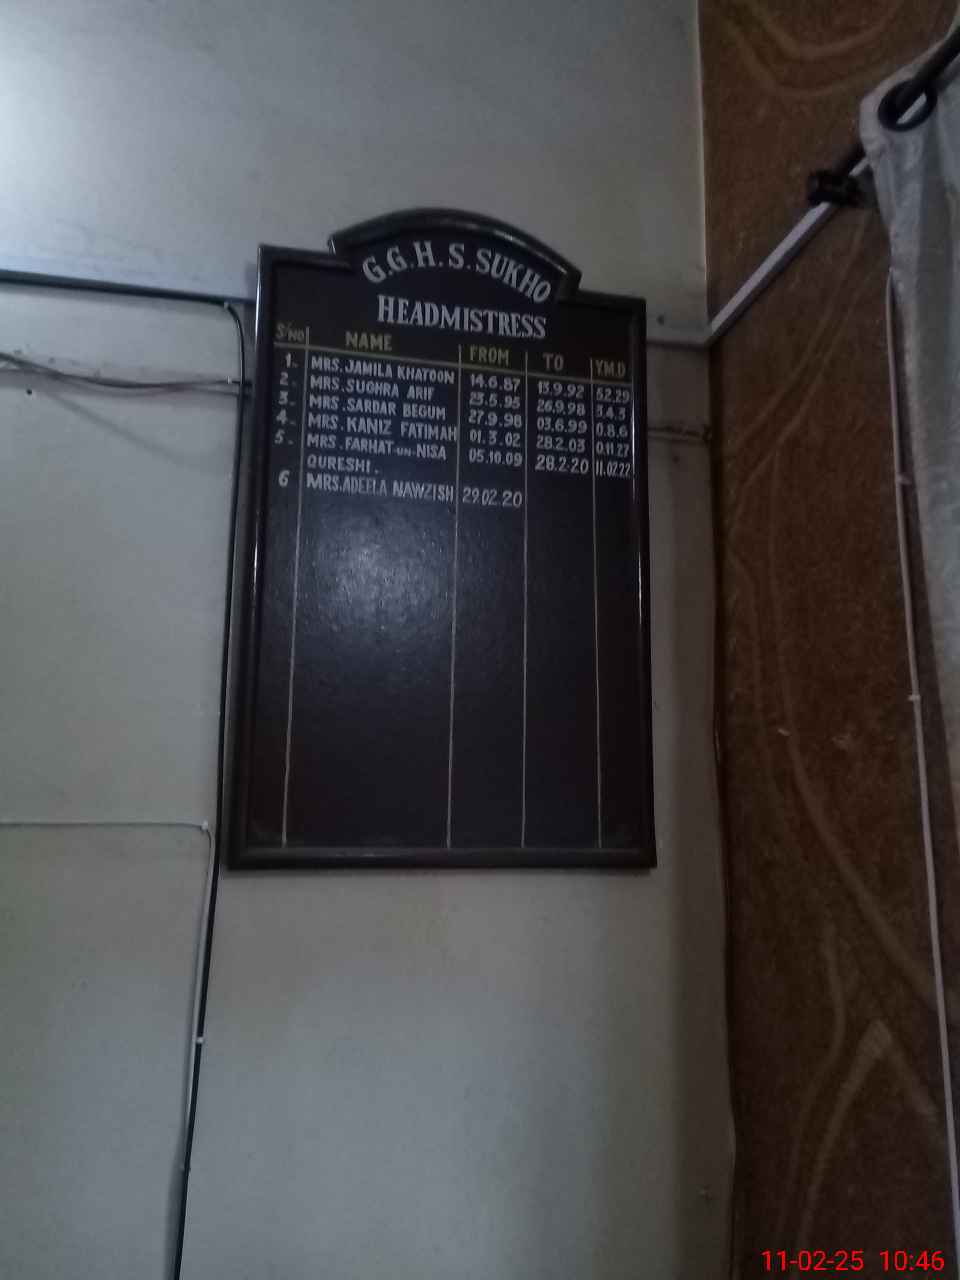 G.G.H.S.SUKHO
HEADMISTRESS
S/NO NAME FROM TO Y.M.D
1- MRS.JAMILA KHATOON 14.6.87 13.9.92 5.2.29
2- MRS.SUGHRA ARIF 23.5.95 26.9.98 3.4.3
3- MRS.SARDAR BEGUM 27.9.98 03.6.99 0.8.6
4- MRS.KANIZ FATIMAH 01.3.02 28.2.03 0.11.27
5- MRS.FARHAT-UN-NISA 05.10.09 28.2.20 11.02.22
QURESHI.
6 MRS.ADEELA NAWZISH 29.02.20
11-02-25 10:46